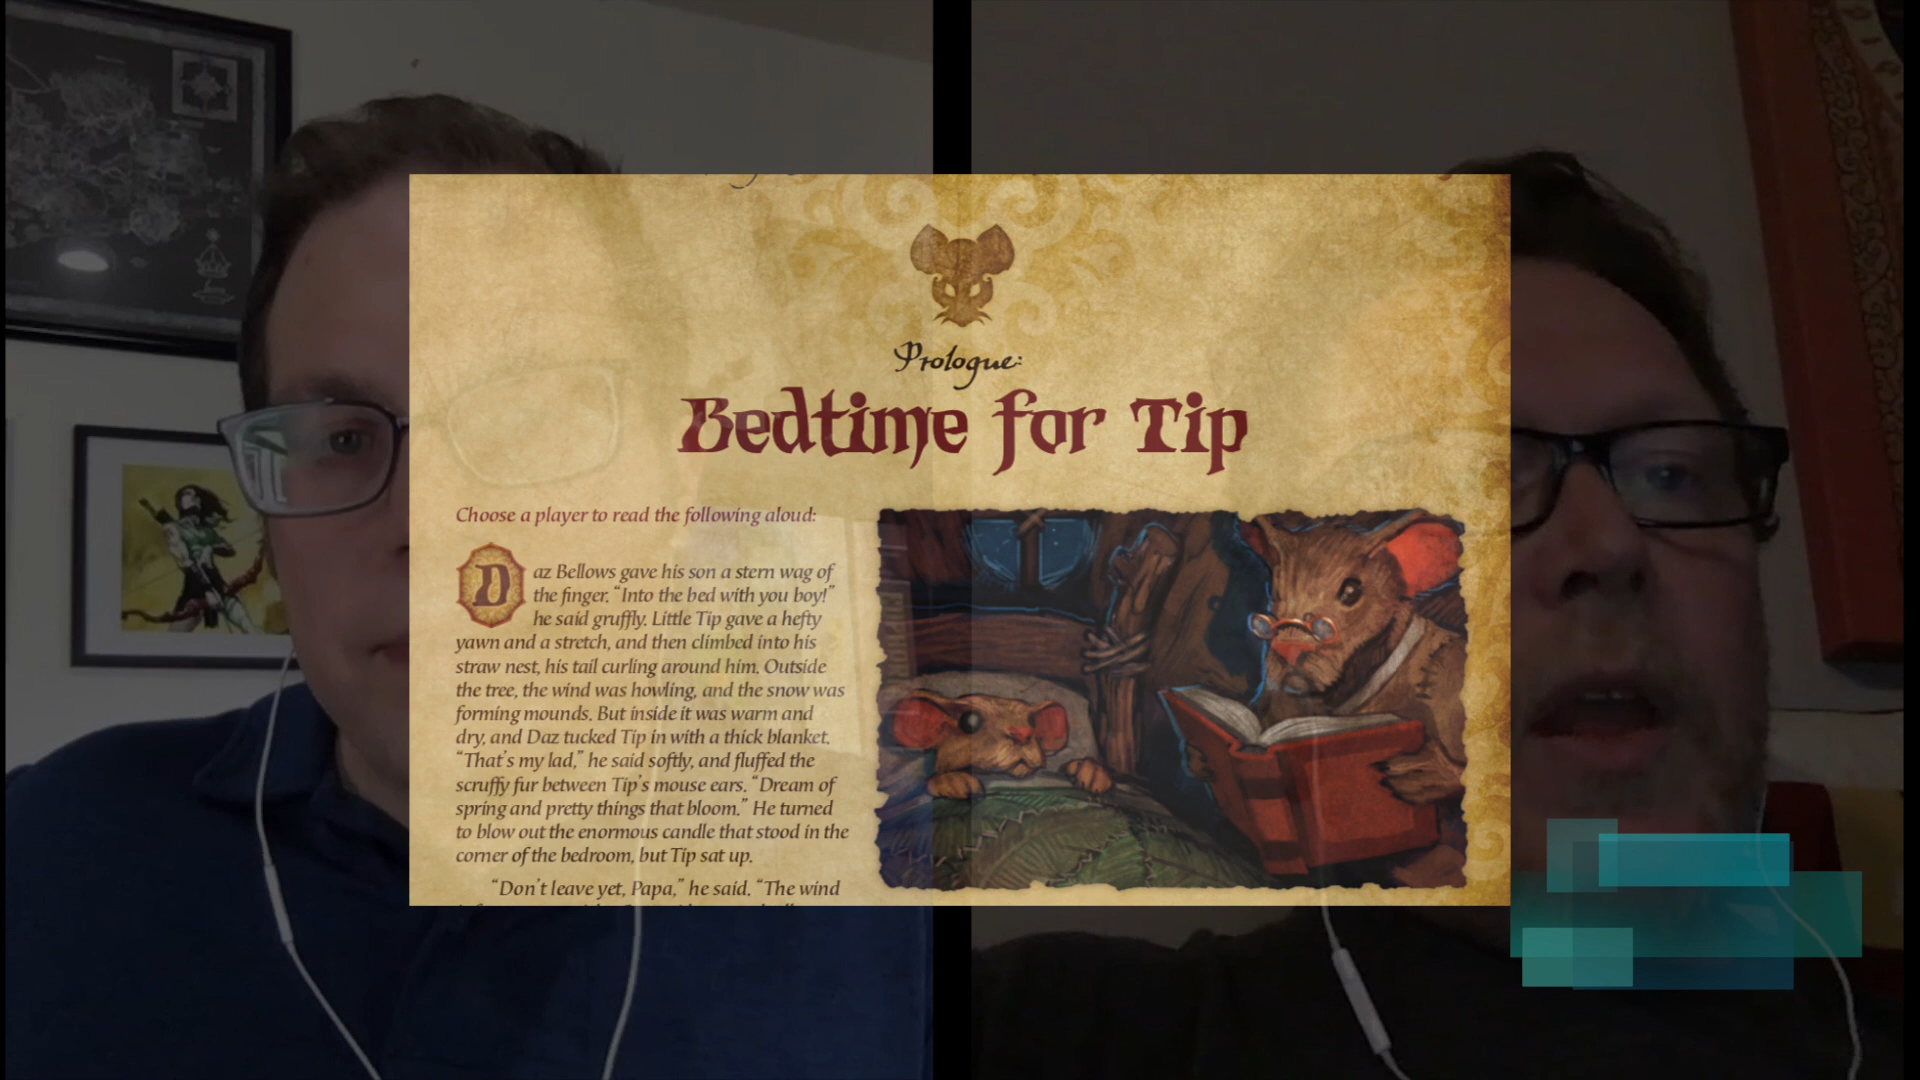 Prologue:
Bedtime for Tip
Choose a player to read the following aloud:
Daz Bellows gave his son a stern wag of
the finger. “Into the bed with you boy!”
he said gruffly. Little Tip gave a hefty
yawn and a stretch, and then climbed into his
straw nest, his tail curling around him. Outside
the tree, the wind was howling, and the snow was
forming mounds. But inside it was warm and
dry, and Daz tucked Tip in with a thick blanket.
“That’s my lad,” he said softly, and fluffed the
scruffy fur between Tip’s mouse ears. “Dream of
spring and pretty things that bloom.” He turned
to blow out the enormous candle that stood in the
corner of the bedroom, but Tip sat up.
“Don’t leave yet, Papa,” he said. “The wind